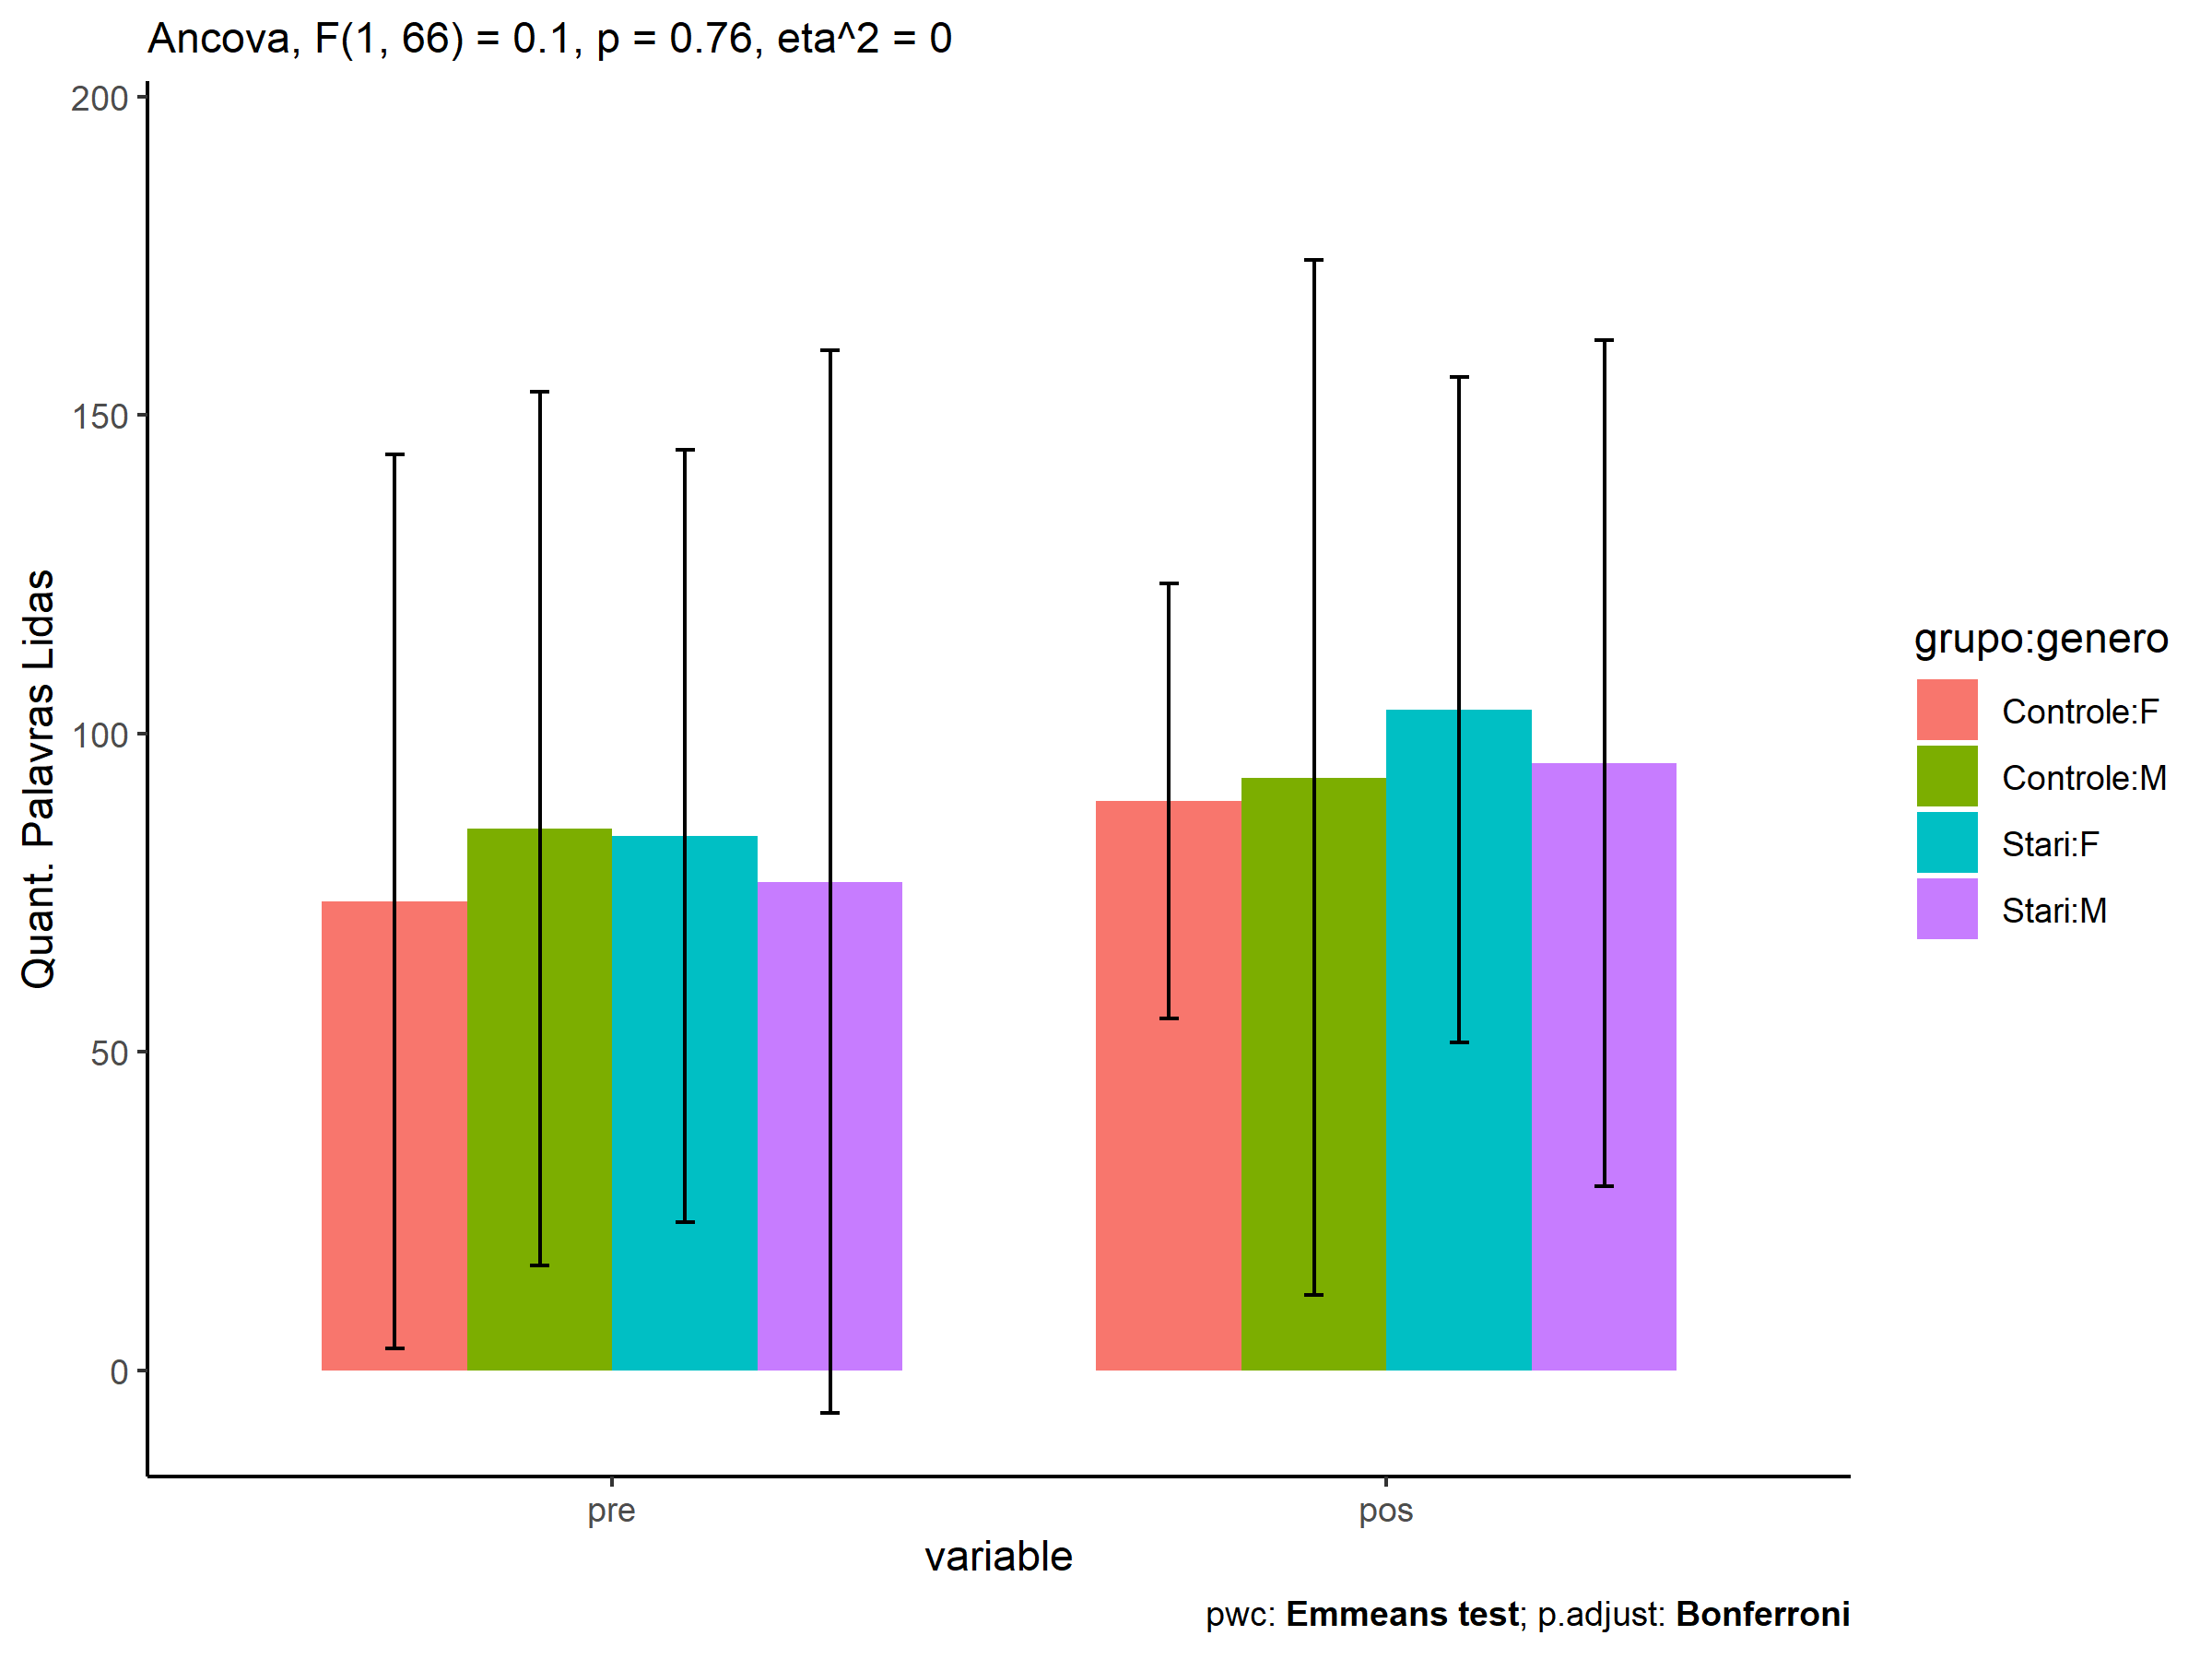 Ancova, F(1, 66) = 0.1, p = 0.76, eta^2 = 0
200
150
100
50
0
Quant. Palavras Lidas
pre
pos
variable
grupo:genero
Controle:F
Controle:M
Stari:F
Stari:M
pwc: Emmeans test; p.adjust: Bonferroni